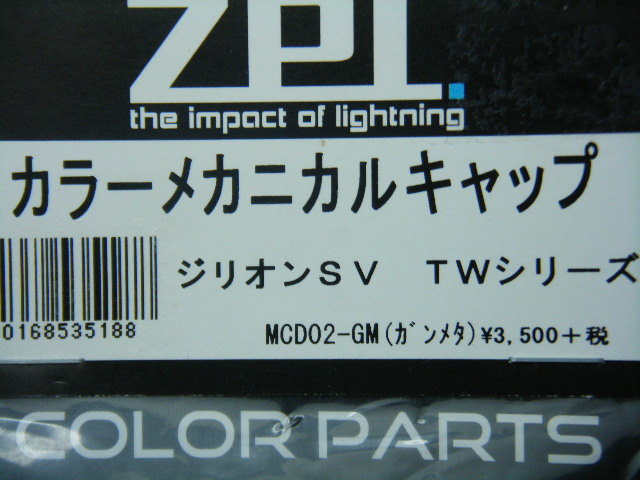 ZPI.
the impact of lightning
カラーメカニカルキャップ
ジリオンSV TWシリーズ
0168535188
MCD02-GM(ガンメタ)¥3,500+税
COLOR PARTS